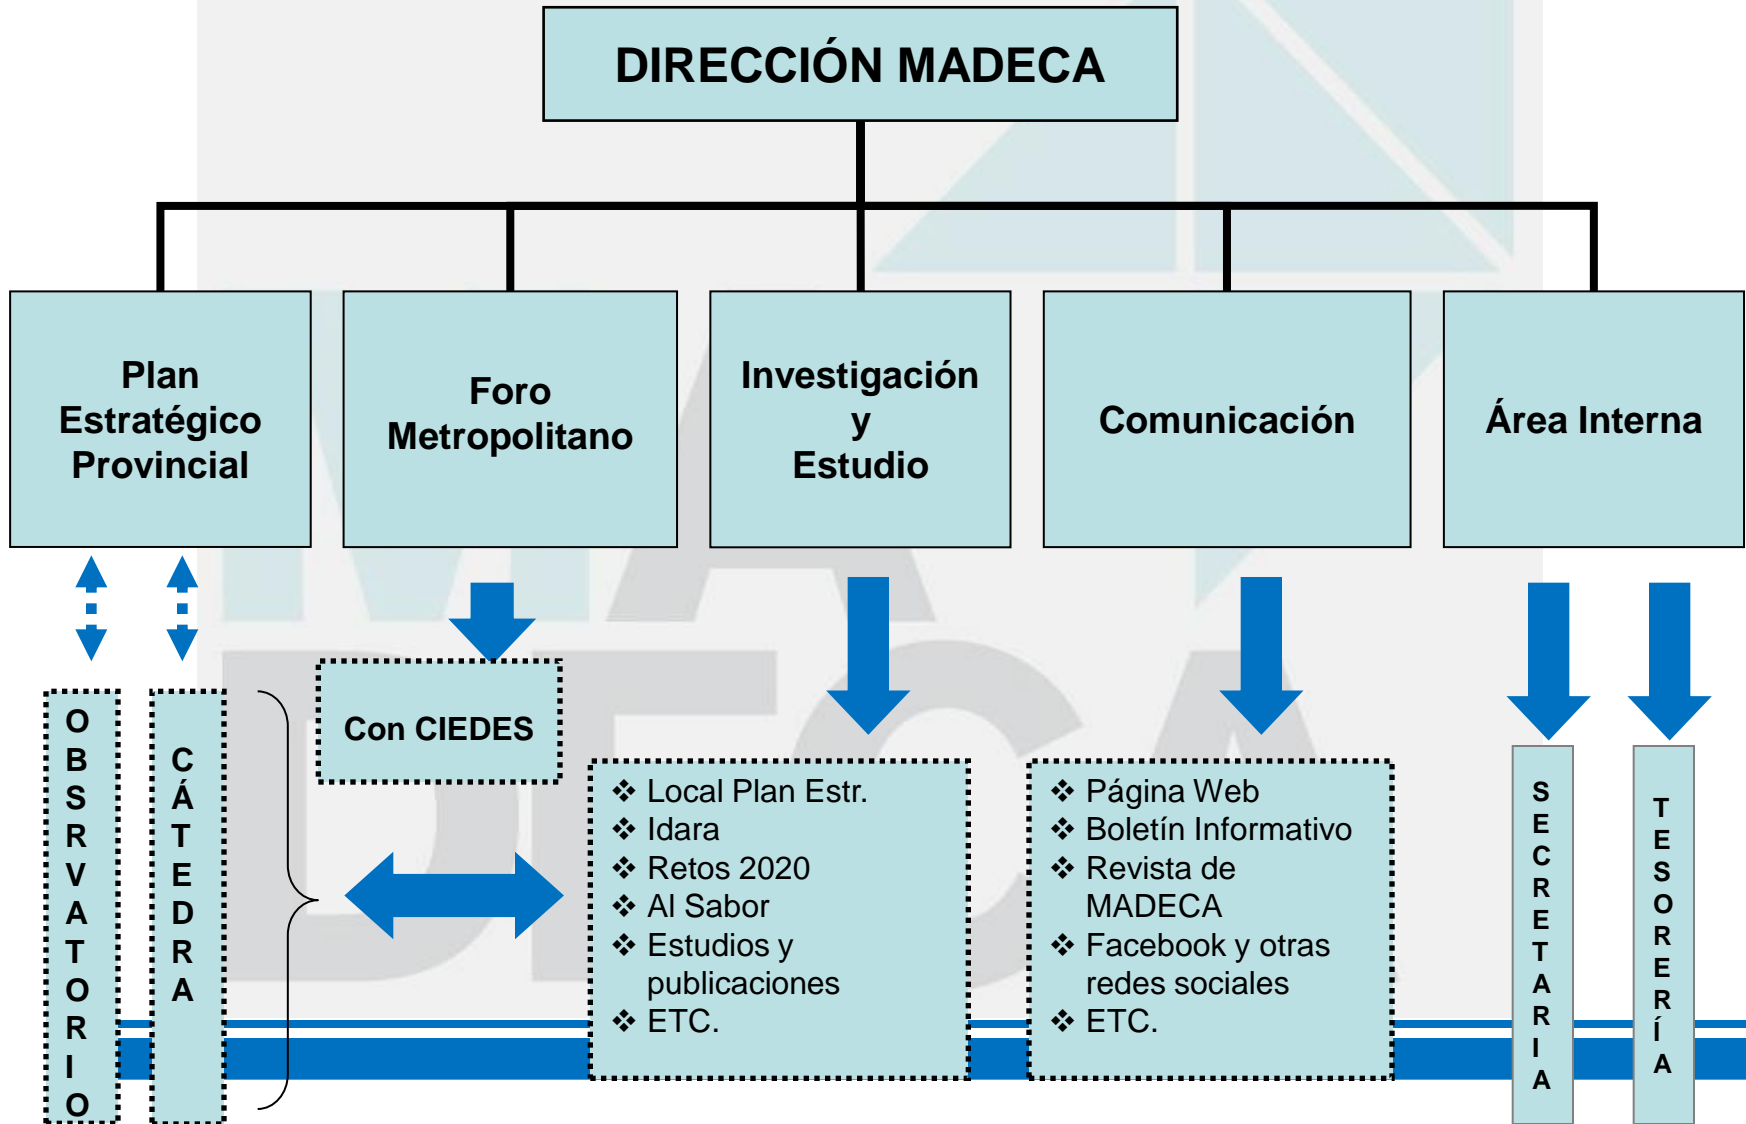 DIRECCIÓN MADECA
Plan
Estratégico
Provincial
Foro
Metropolitano
Investigación
y
Estudio
Comunicación
Área Interna
OBSRVATORIO
CÁTEDRA
Con CIEDES
❖ Local Plan Estr.
❖ Idara
❖ Retos 2020
❖ Al Sabor
❖ Estudios y
publicaciones
❖ ETC.
❖ Página Web
❖ Boletín Informativo
❖ Revista de
MADECA
❖ Facebook y otras
redes sociales
❖ ETC.
SECRETARIA
TESORERÍA
MA
DECA